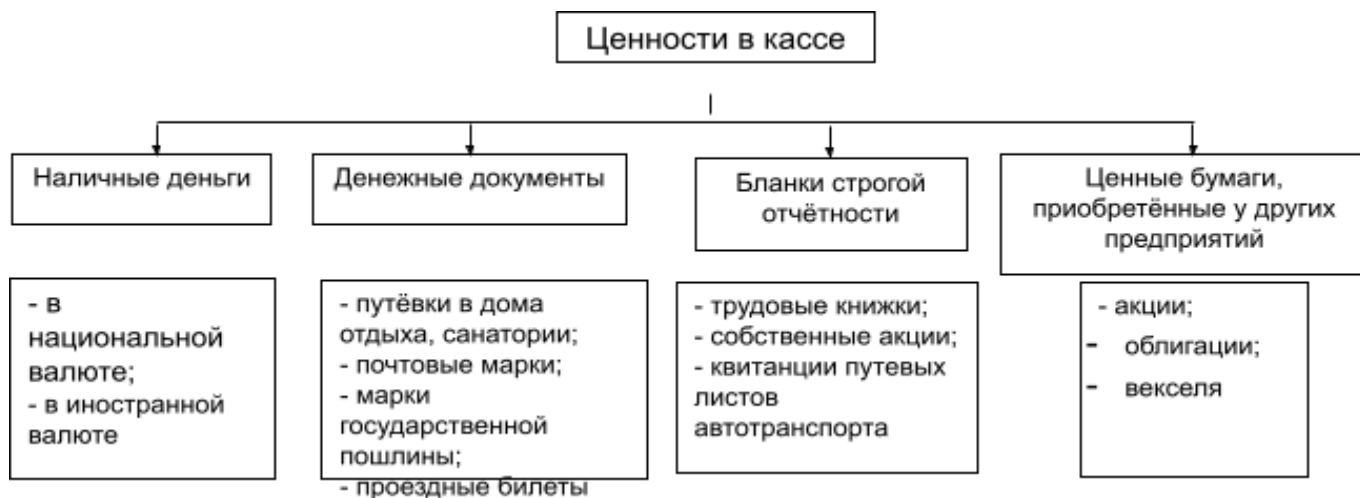 Ценности в кассе
Наличные деньги
Денежные документы
Бланки строгой
отчётности
Ценные бумаги,
приобретённые у других
предприятий
- в
национальной
валюте;
- в иностранной
валюте
- путёвки в дома
отдыха, санатории;
- почтовые марки;
- марки
государственной
пошлины;
- проездные билеты
- трудовые книжки;
- собственные акции;
- квитанции путевых
листов
автотранспорта
- акции;
- облигации;
- векселя